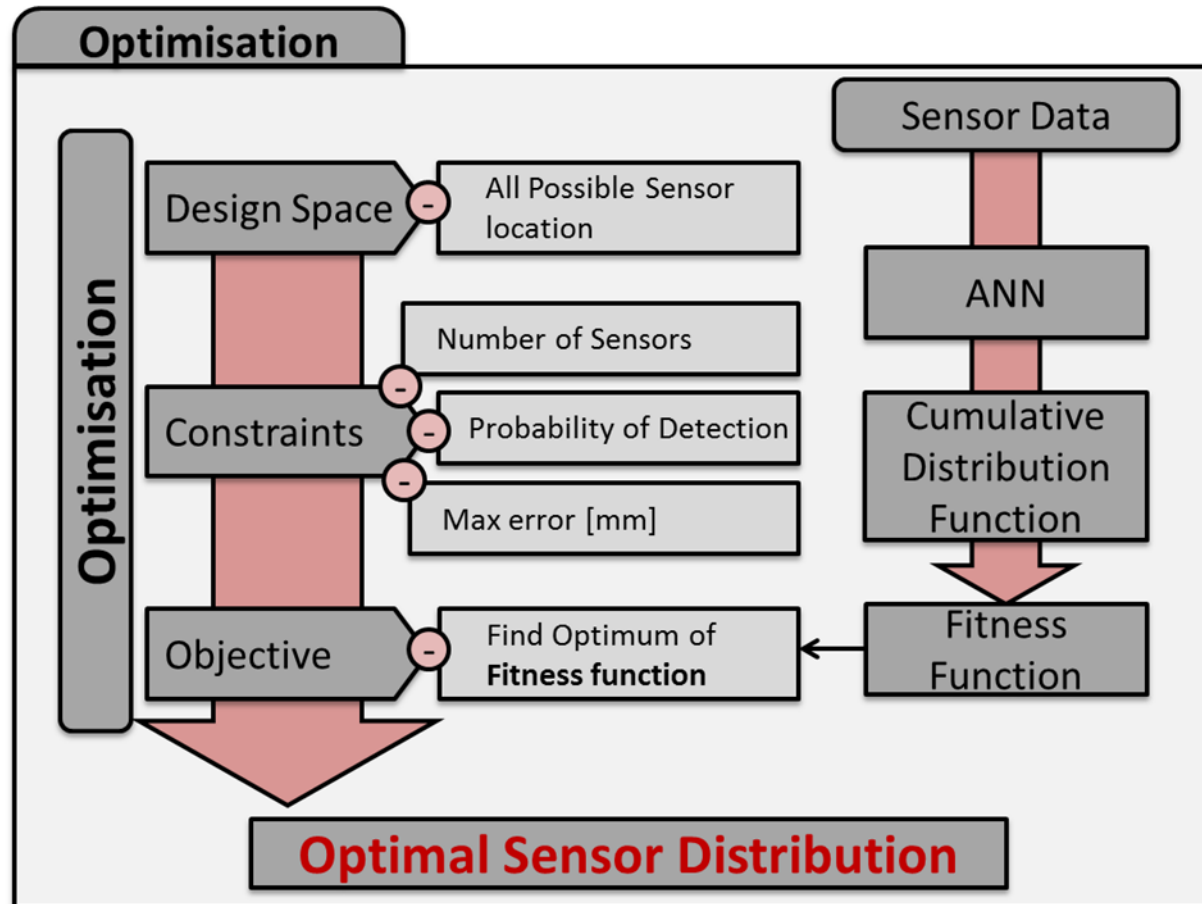 Optimisation
Optimisation
Sensor Data
Design Space
-
All Possible Sensor
location
ANN
Number of Sensors
-
Constraints
-
Probability of Detection
-
Max error [mm]
Cumulative
Distribution
Function
Objective
-
Find Optimum of
Fitness function
Fitness
Function
Optimal Sensor Distribution